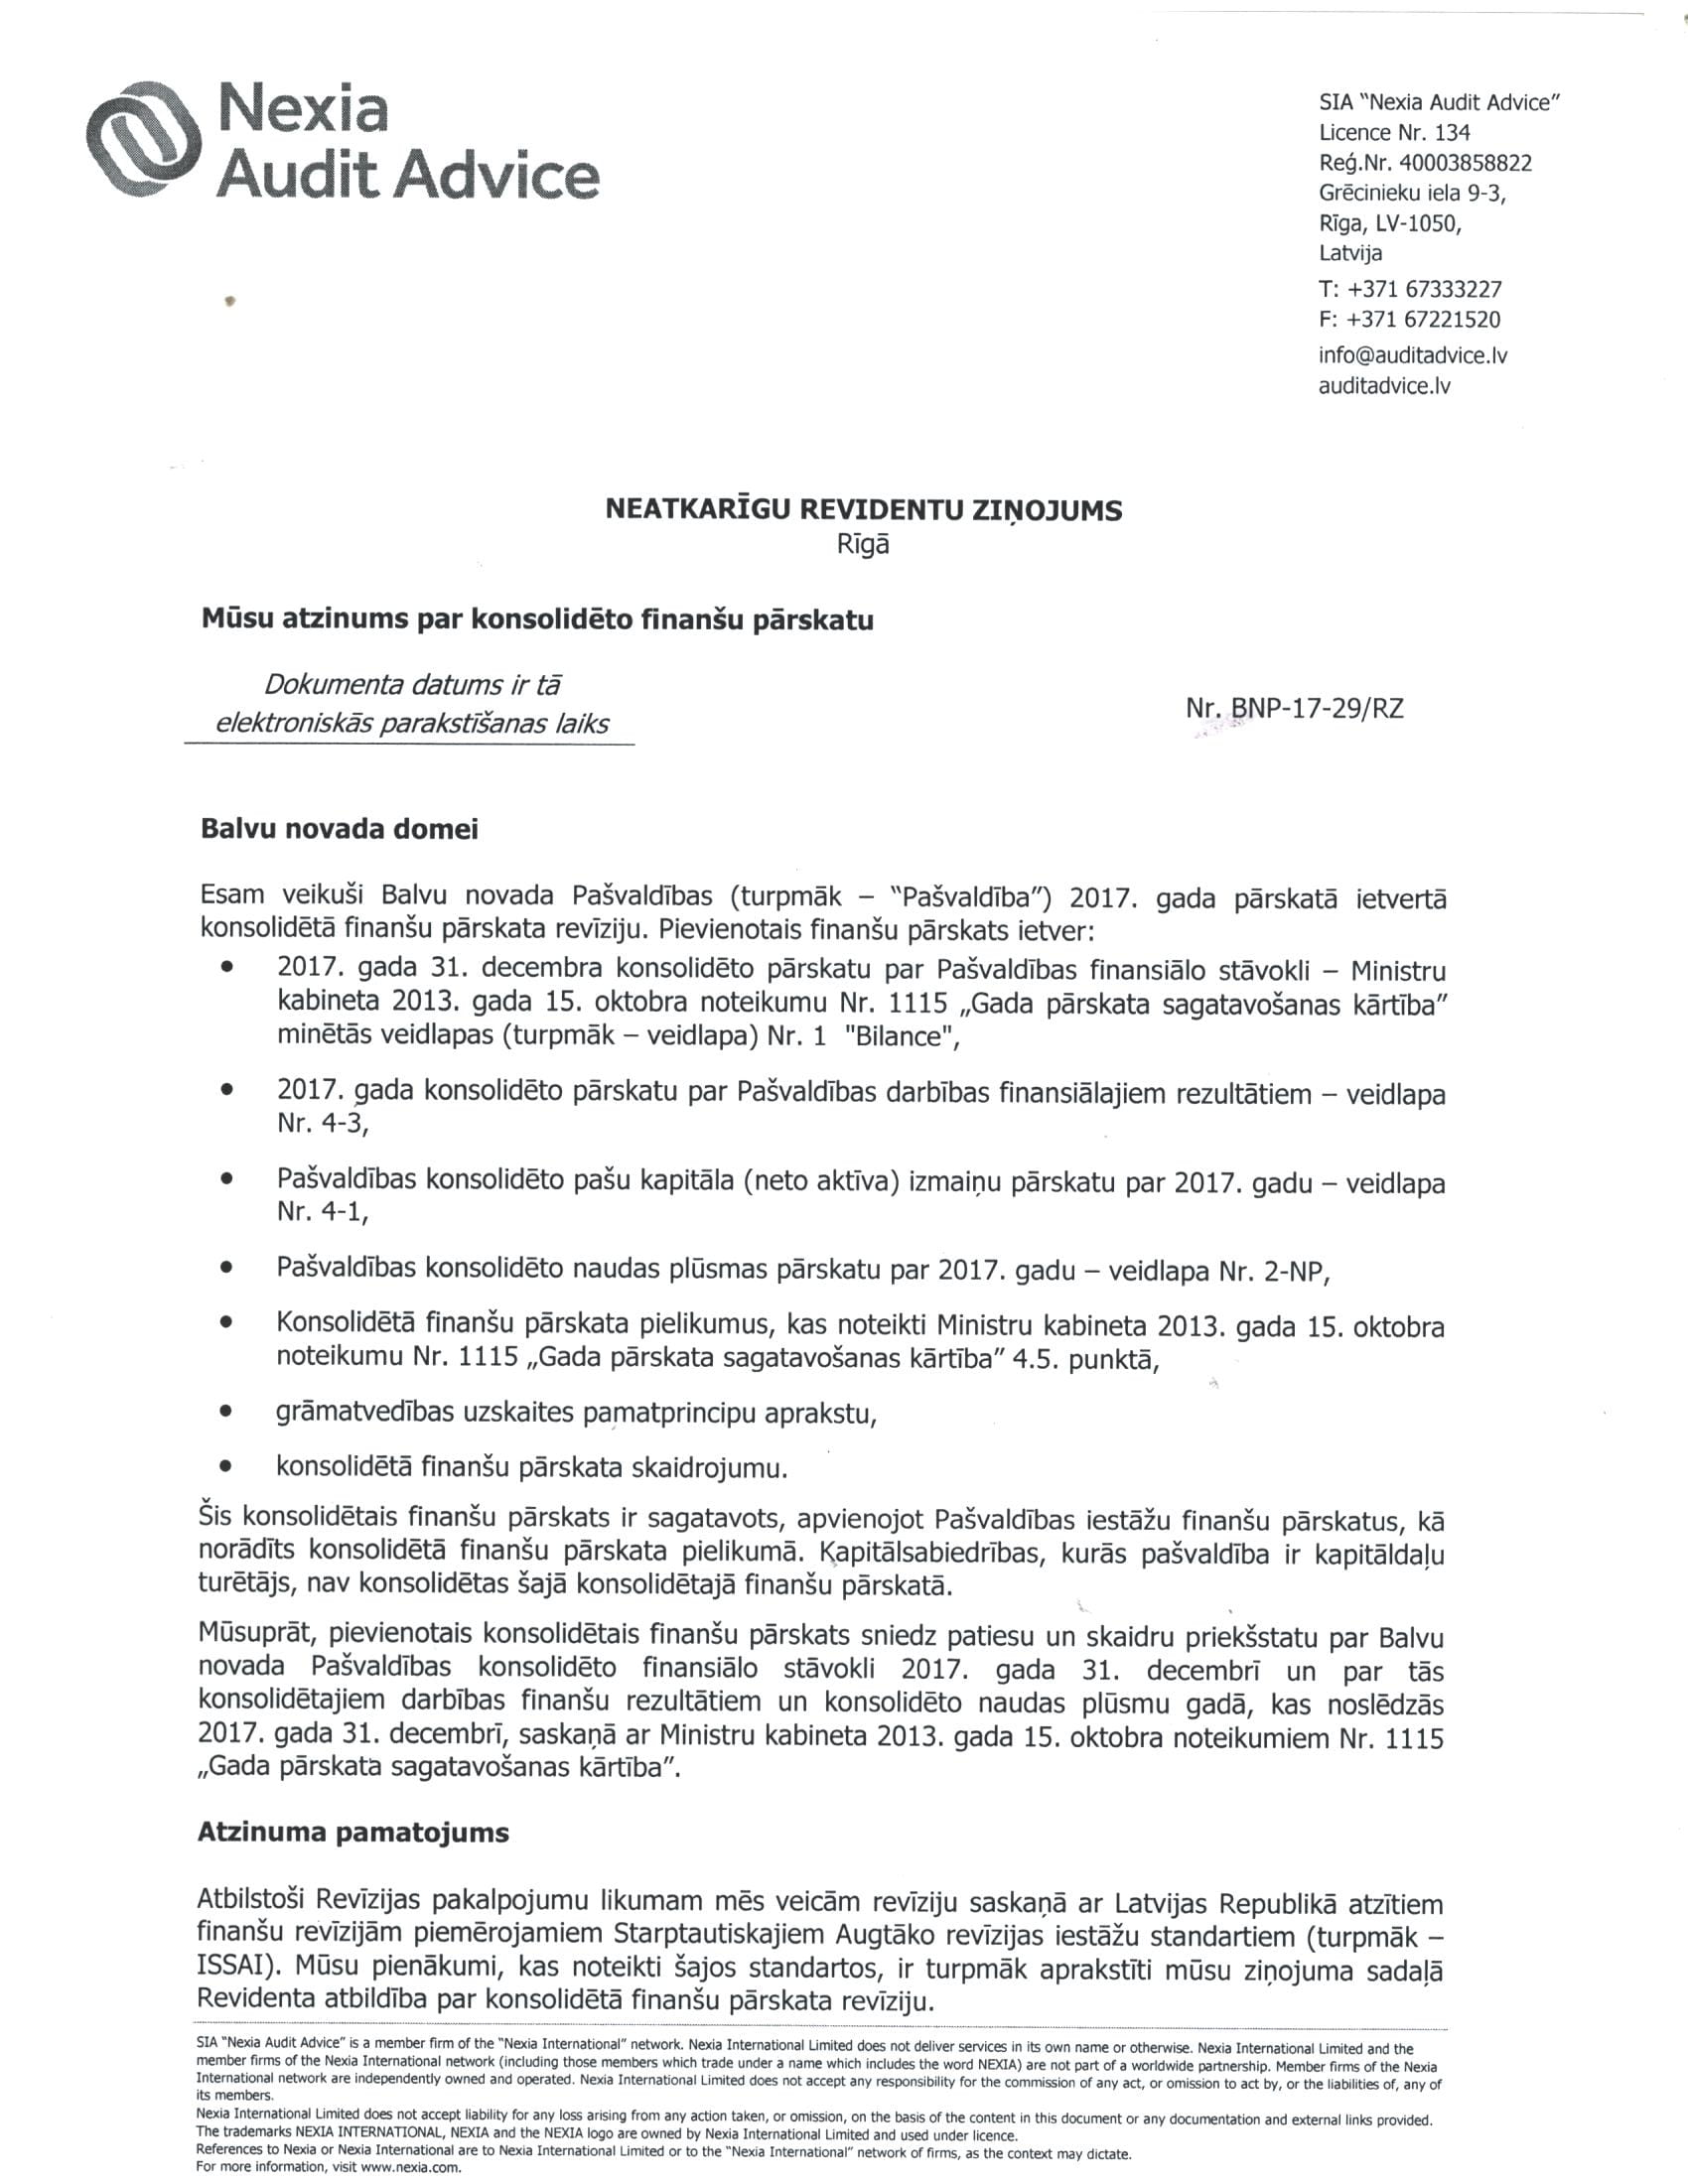 Nexia
Audit Advice
SIA "Nexia Audit Advice"
Licence Nr. 134
Reģ.Nr. 40003858822
Grēcinieku iela 9-3,
Rīga, LV-1050,
Latvija
T: +371 67333227
F: +371 67221520
info@auditadvice.lv
auditadvice.lv
NEATKARĪGU REVIDENTU ZIŅOJUMS
Rīgā
Mūsu atzinums par konsolidēto finanšu pārskatu
Dokumenta datums ir tā
elektroniskās parakstīšanas laiks
Nr. BNP-17-29/RZ
Balvu novada domei
Esam veikuši Balvu novada Pašvaldības (turpmāk – "Pašvaldība") 2017. gada pārskatā ietvertā
konsolidētā finanšu pārskata revīziju. Pievienotais finanšu pārskats ietver:
• 2017. gada 31. decembra konsolidēto pārskatu par Pašvaldības finansiālo stāvokli – Ministru
kabineta 2013. gada 15. oktobra noteikumu Nr. 1115 „Gada pārskata sagatavošanas kārtība"
minētās veidlapas (turpmāk – veidlapa) Nr. 1 "Bilance",
• 2017. gada konsolidēto pārskatu par Pašvaldības darbības finansiālajiem rezultātiem – veidlapa
Nr. 4-3,
• Pašvaldības konsolidēto pašu kapitāla (neto aktīva) izmaiņu pārskatu par 2017. gadu – veidlapa
Nr. 4-1,
• Pašvaldības konsolidēto naudas plūsmas pārskatu par 2017. gadu – veidlapa Nr. 2-NP,
• Konsolidētā finanšu pārskata pielikumus, kas noteikti Ministru kabineta 2013. gada 15. oktobra
noteikumu Nr. 1115 „Gada pārskata sagatavošanas kārtība" 4.5. punktā,
• grāmatvedības uzskaites pamatprincipu aprakstu,
• konsolidētā finanšu pārskata skaidrojumu.
Šis konsolidētais finanšu pārskats ir sagatavots, apvienojot Pašvaldības iestāžu finanšu pārskatus, kā
norādīts konsolidētā finanšu pārskata pielikumā. Kapitālsabiedrības, kurās pašvaldība ir kapitāldaļu
turētājs, nav konsolidētas šajā konsolidētajā finanšu pārskatā.
Mūsuprāt, pievienotais konsolidētais finanšu pārskats sniedz patiesu un skaidru priekšstatu par Balvu
novada Pašvaldības konsolidēto finansiālo stāvokli 2017. gada 31. decembrī un par tās
konsolidētajiem darbības finanšu rezultātiem un konsolidēto naudas plūsmu gadā, kas noslēdzās
2017. gada 31. decembrī, saskaņā ar Ministru kabineta 2013. gada 15. oktobra noteikumiem Nr. 1115
„Gada pārskata sagatavošanas kārtība".
Atzinuma pamatojums
Atbilstoši Revīzijas pakalpojumu likumam mēs veicām revīziju saskaņā ar Latvijas Republikā atzītiem
finanšu revīzijām piemērojamiem Starptautiskajiem Augtāko revīzijas iestāžu standartiem (turpmāk –
ISSAI). Mūsu pienākumi, kas noteikti šajos standartos, ir turpmāk aprakstīti mūsu ziņojuma sadaļā
Revidenta atbildība par konsolidētā finanšu pārskata revīziju.
SIA "Nexia Audit Advice" is a member firm of the "Nexia International" network. Nexia International Limited does not deliver services in its own name or otherwise. Nexia International Limited and the
member firms of the Nexia International network (including those members which trade under a name which includes the word NEXIA) are not part of a worldwide partnership. Member firms of the Nexia
International network are independently owned and operated. Nexia International Limited does not accept any responsibility for the commission of any act, or omission to act by, or the liabilities of, any of
its members.
Nexia International Limited does not accept liability for any loss arising from any action taken, or omission, on the basis of the content in this document or any documentation and external links provided.
The trademarks NEXIA INTERNATIONAL, NEXIA and the NEXIA logo are owned by Nexia International Limited and used under licence.
References to Nexia or Nexia International are to Nexia International Limited or to the "Nexia International" network of firms, as the context may dictate.
For more information, visit www.nexia.com.